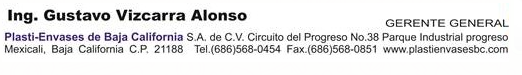 Ing. Gustavo Vizcarra Alonso
GERENTE GENERAL
Plasti-Envases de Baja California S.A. de C.V. Circuito del Progreso No.38 Parque Industrial progreso
Mexicali, Baja California C.P. 21188 Tel.(686)568-0454 Fax.(686)568-0851 www.plastienvasesbc.com